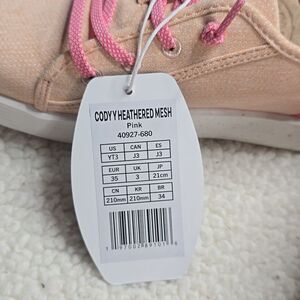 CODY Y HEATHERED MESH
Pink
40927-680
US CAN ES
YT3 J3 J3
EUR UK JP
35 3 21cm
CN KR BR
210mm 210mm 34